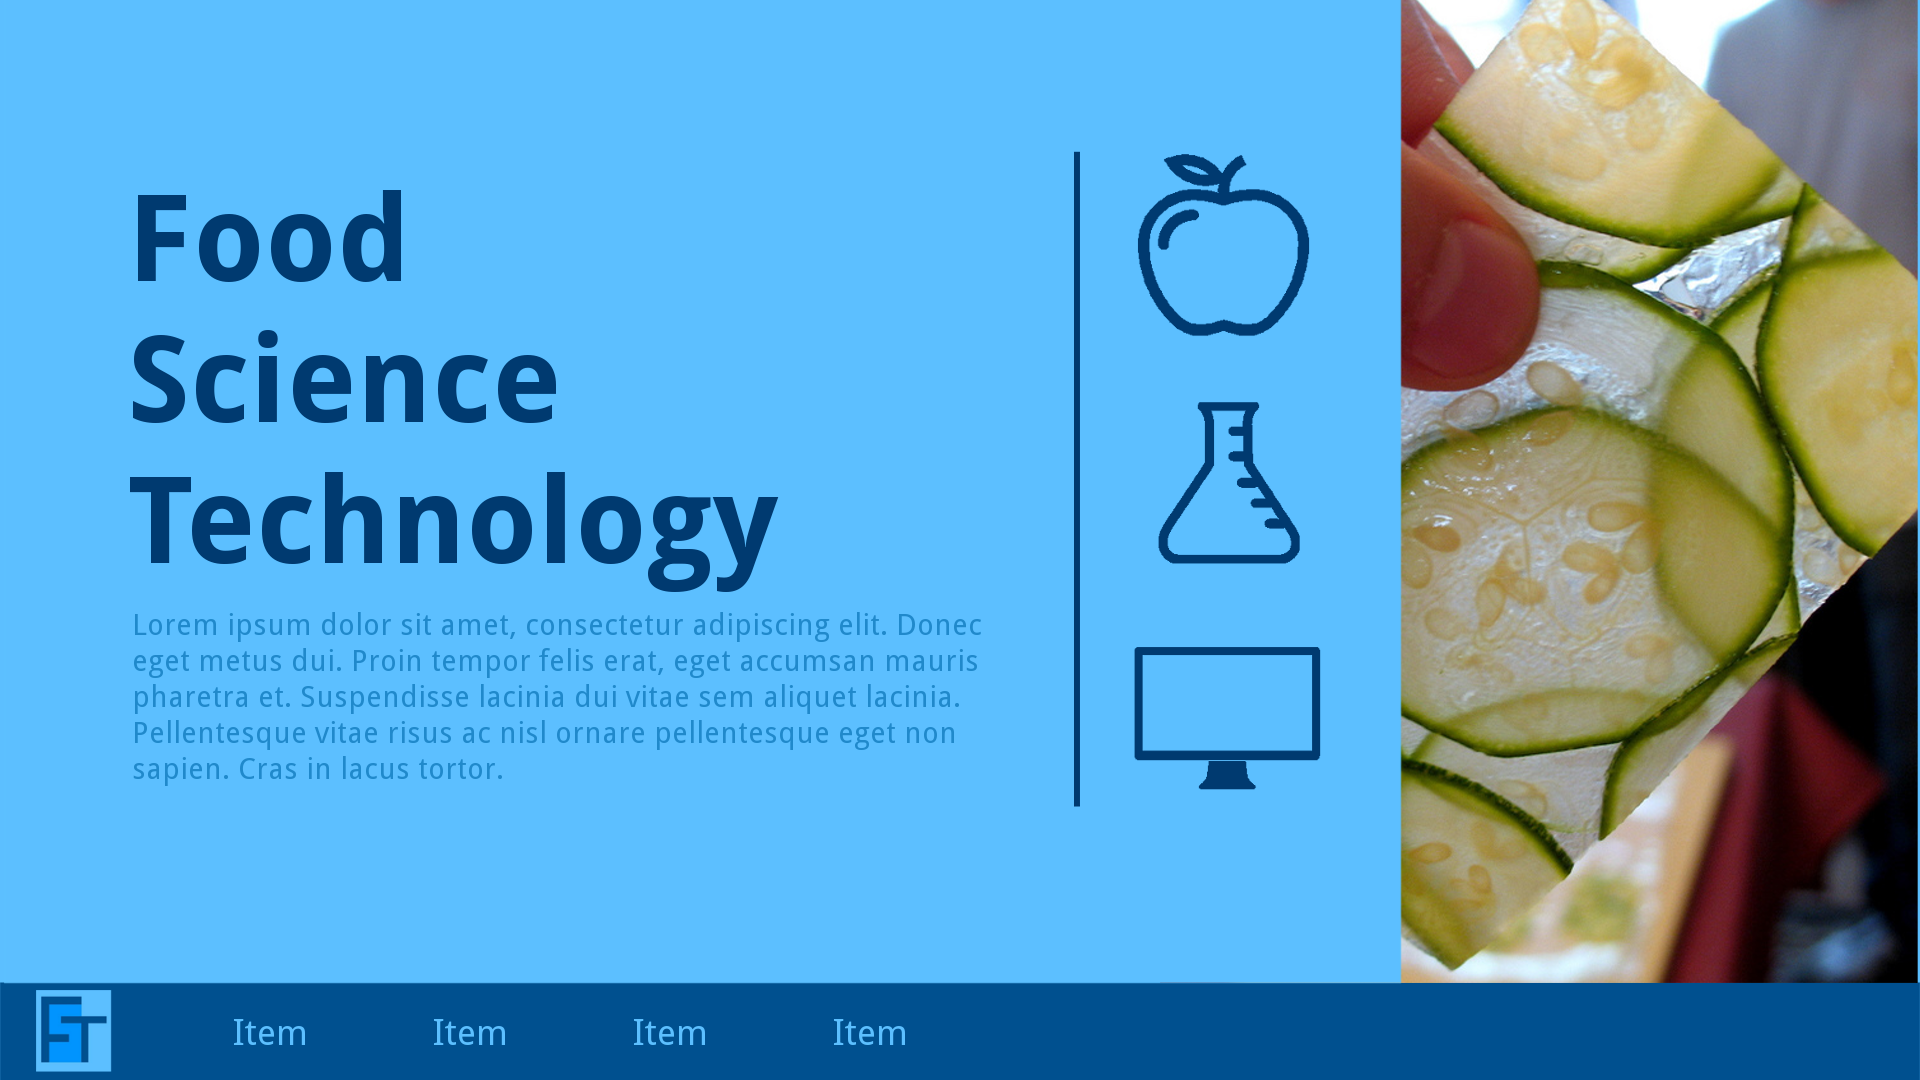 Food
Science
Technology
Lorem ipsum dolor sit amet, consectetur adipiscing elit. Donec
eget metus dui. Proin tempor felis erat, eget accumsan mauris
pharetra et. Suspendisse lacinia dui vitae sem aliquet lacinia.
Pellentesque vitae risus ac nisl ornare pellentesque eget non
sapien. Cras in lacus tortor.
FST
Item Item Item Item